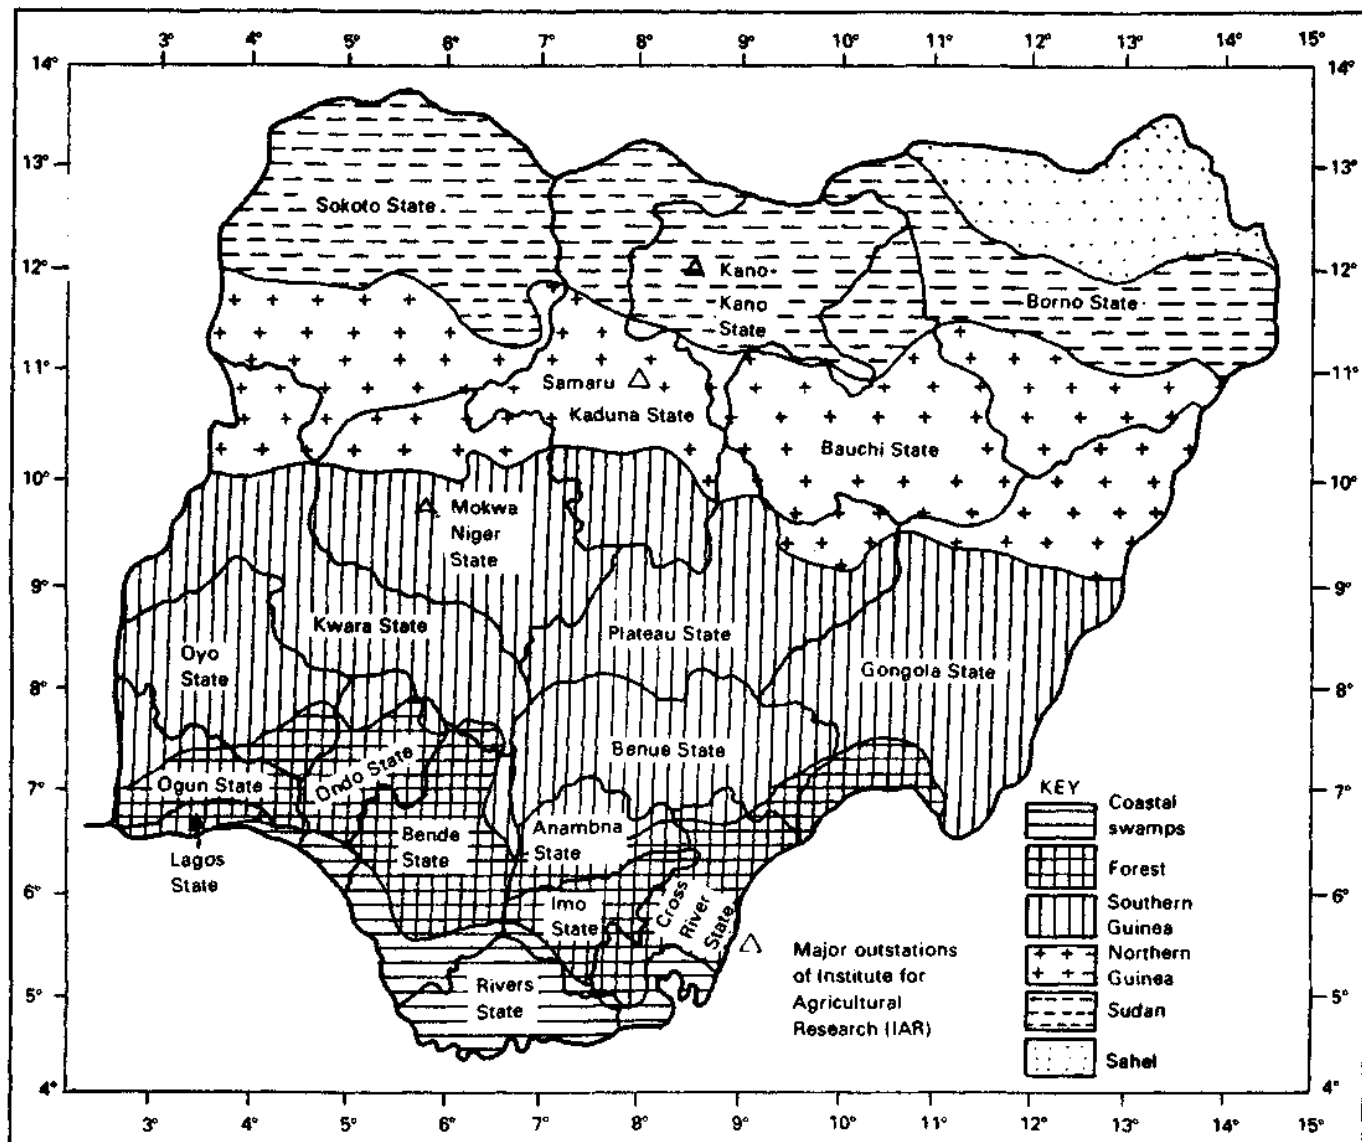 3° 4° 5° 6° 7° 8° 9° 10° 11° 12° 13° 14° 15°
14° 14°
13° 13°
Sokoto State
12° Kano 12°
Kano
State
Borno State
11° 11°
Samaru
Kaduna State
Bauchi State
10° 10°
Mokwa
Niger
State
9° 9°
Kwara State
Plateau State
Oyo
State
Gongola State
8° 8°
Benue State
Ondo State
7° 7°
Ogun State
Bende
State
Anambna
State
Lagos
State
6° 6°
Imo
State
Cross
River
State
Rivers
State
5° 5°
4° 4°
Major outstations
of Institute for
Agricultural
Research (IAR)
KEY
Coastal
swamps
Forest
Southern
Guinea
Northern
Guinea
Sudan
Sahel
3° 4° 5° 6° 7° 8° 9° 10° 11° 12° 13° 14° 15°